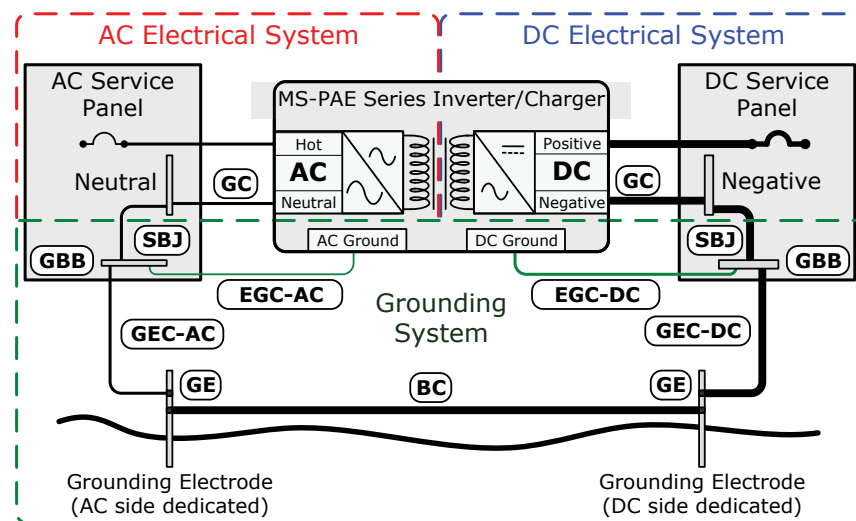 AC Electrical System
DC Electrical System
AC Service
Panel
MS-PAE Series Inverter/Charger
DC Service
Panel
Hot
AC
Neutral
Positive
DC
Negative
Neutral
GC
GC
Negative
SBJ
AC Ground
DC Ground
SBJ
GBB
GBB
EGC-AC
EGC-DC
Grounding
System
GEC-AC
GEC-DC
GE
BC
GE
Grounding Electrode
(AC side dedicated)
Grounding Electrode
(DC side dedicated)